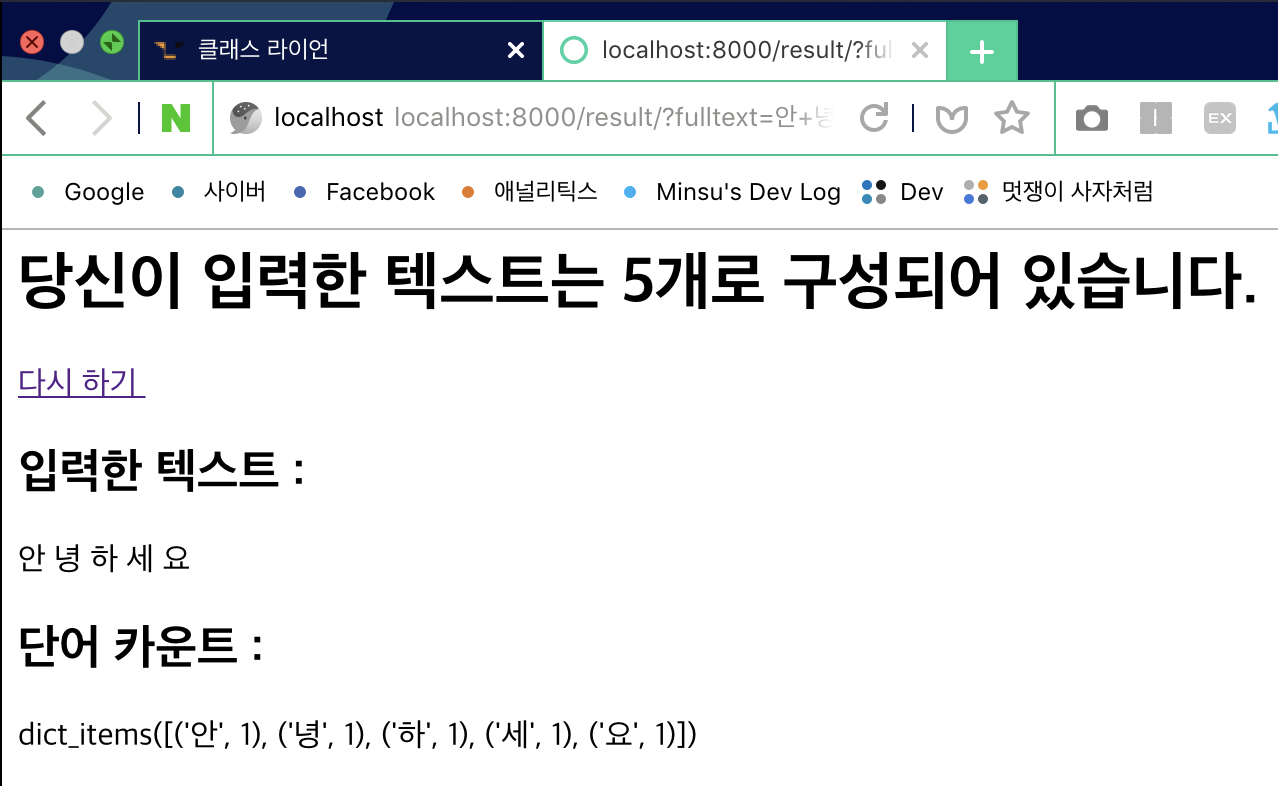 클래스 라이언
localhost:8000/result/?ful
localhost localhost:8000/result/?fulltext=안+녕
EX
Google 사이버 Facebook 애널리틱스 Minsu's Dev Log Dev 멋쟁이 사자처럼
당신이 입력한 텍스트는 5개로 구성되어 있습니다.
다시 하기
입력한 텍스트 :
안 녕 하 세 요
단어 카운트 :
dict_items([('안', 1), ('녕', 1), ('하', 1), ('세', 1), ('요', 1)])